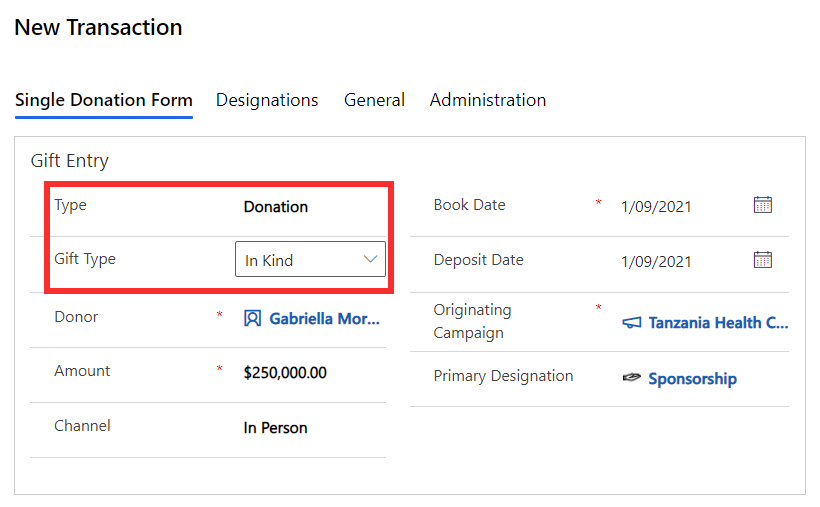 New Transaction
Single Donation Form Designations General Administration
Gift Entry
Type Donation
Gift Type In Kind
Donor * Gabriella Mor...
Amount * $250,000.00
Channel In Person
Book Date * 1/09/2021
Deposit Date 1/09/2021
Originating
Campaign * Tanzania Health C...
Primary Designation Sponsorship